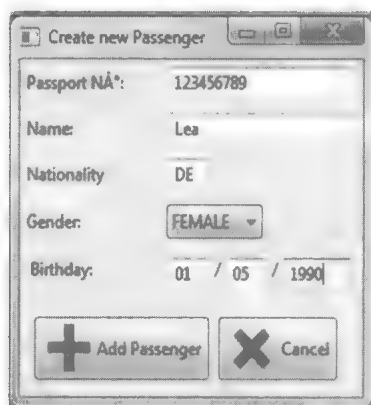 Create new Passenger
Passport NÂ°: 123456789
Name: Lea
Nationality DE
Gender: FEMALE
Birthday: 01 / 05 / 1990
Add Passenger Cancel